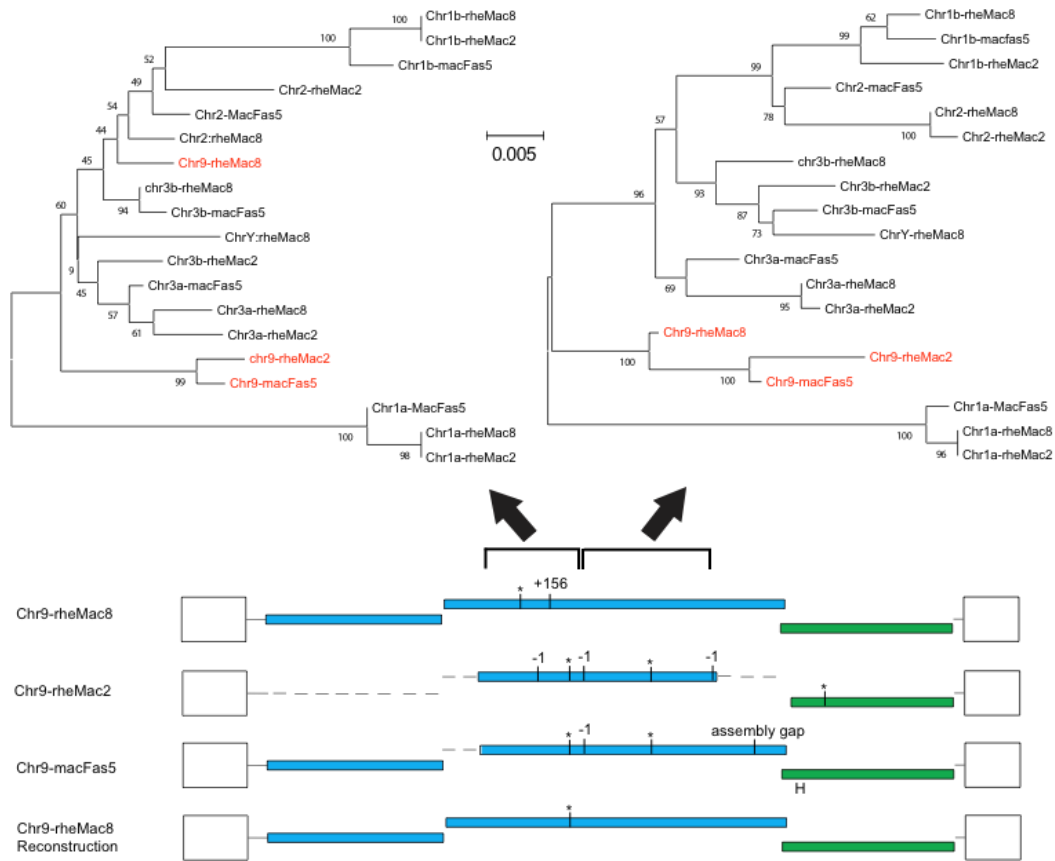 100
Chr1b-rheMac8
Chr1b-rheMac2
100
Chr1b-macFas5
52
Chr2-rheMac2
49
Chr2-MacFas5
54
Chr2:rheMac8
44
Chr9-rheMac8
45
chr3b-rheMac8
94
Chr3b-macFas5
60
ChrY:rheMac8
9
Chr3b-rheMac2
45
Chr3a-macFas5
57
Chr3a-rheMac8
61
Chr3a-rheMac2
chr9-rheMac2
99
Chr9-macFas5
Chr1a-MacFas5
100
Chr1a-rheMac8
98
Chr1a-rheMac2
0.005
62
Chr1b-rheMac8
99
Chr1b-macfas5
Chr1b-rheMac2
99
Chr2-macFas5
78
Chr2-rheMac8
100
Chr2-rheMac2
57
chr3b-rheMac8
93
Chr3b-rheMac2
87
Chr3b-macFas5
73
ChrY-rheMac8
96
Chr3a-macFas5
69
Chr3a-rheMac8
95
Chr3a-rheMac2
Chr9-rheMac8
100
Chr9-rheMac2
100
Chr9-macFas5
Chr1a-MacFas5
100
Chr1a-rheMac8
96
Chr1a-rheMac2
* +156
Chr9-rheMac8
-1 * -1 * -1
Chr9-rheMac2
*
* -1 * assembly gap
Chr9-macFas5
H
*
Chr9-rheMac8
Reconstruction